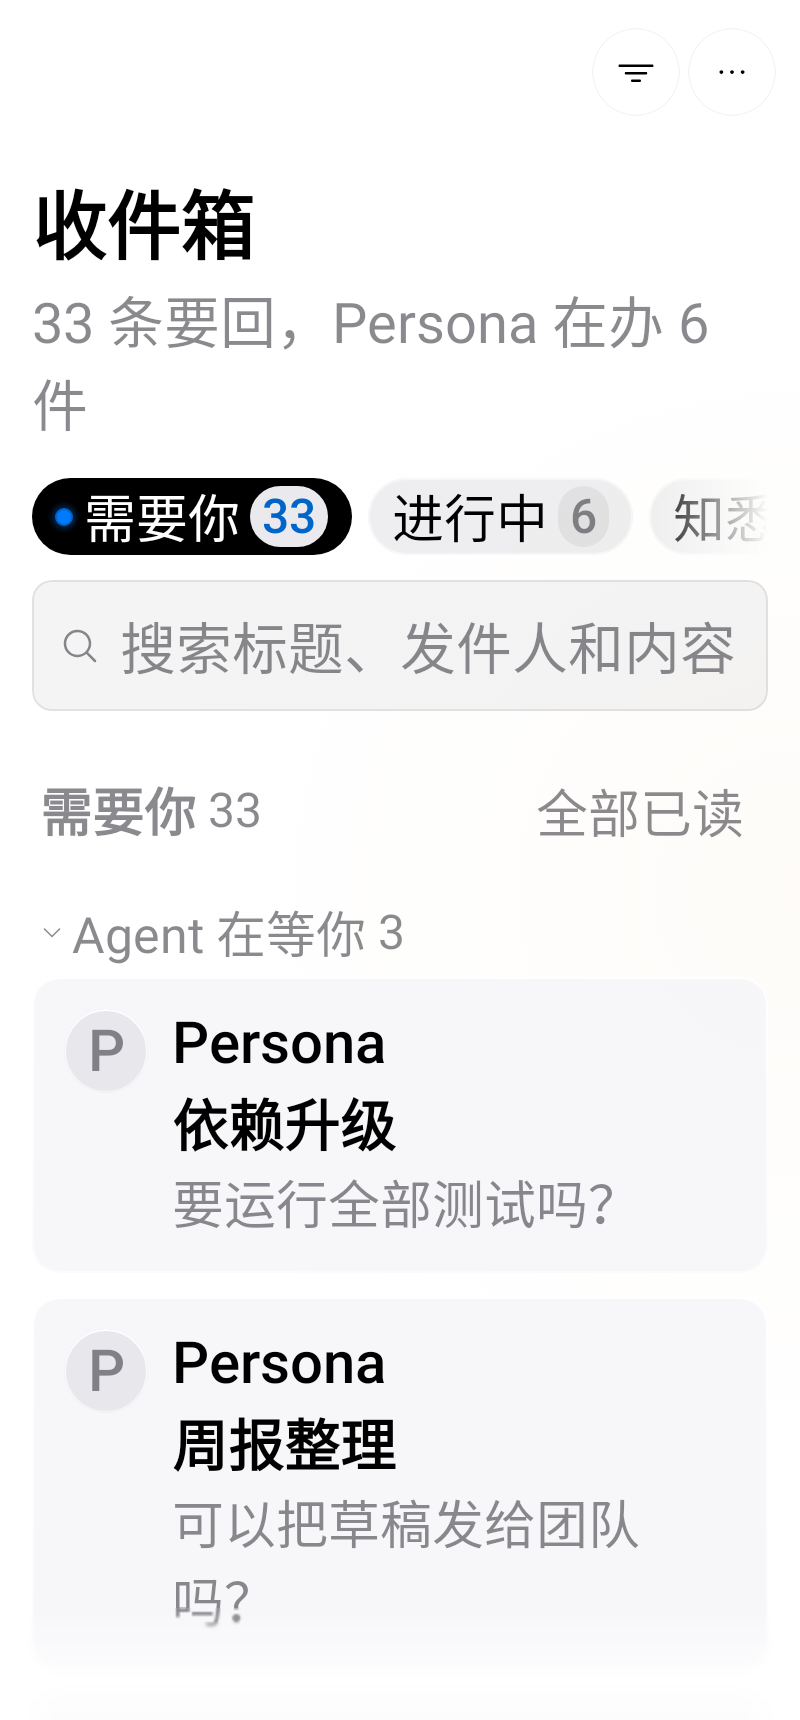 收件箱
33 条要回，Persona 在办 6
件
需要你 33 进行中 6 知悉
搜索标题、发件人和内容
需要你 33 全部已读
Agent 在等你 3
P Persona
依赖升级
要运行全部测试吗？
P Persona
周报整理
可以把草稿发给团队
吗？